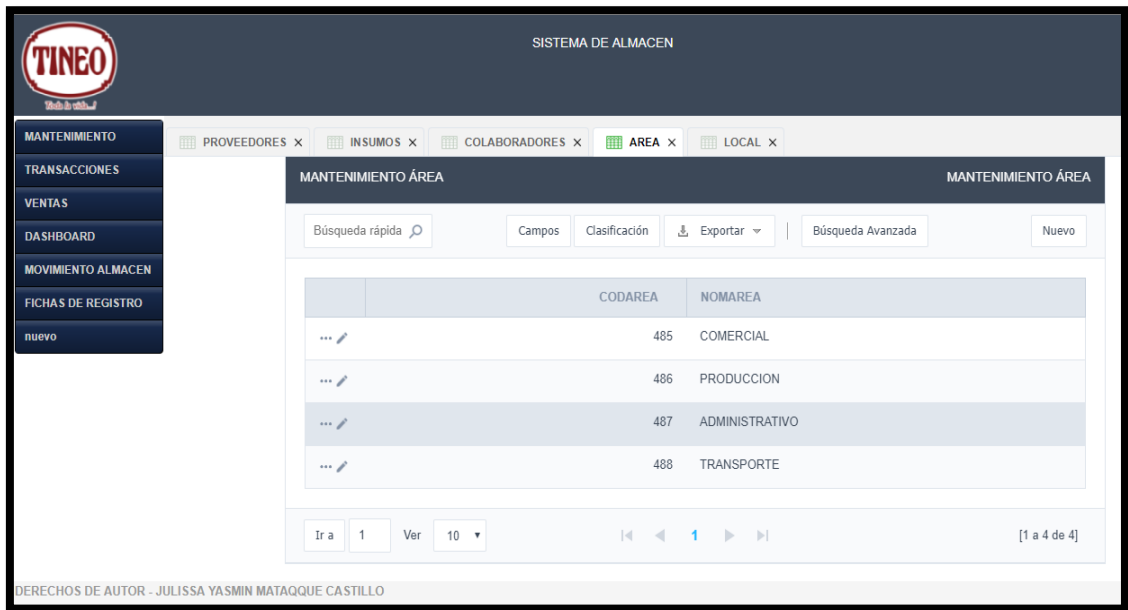 TINEO
Toda la vida...!
SISTEMA DE ALMACEN
MANTENIMIENTO
TRANSACCIONES
VENTAS
DASHBOARD
MOVIMIENTO ALMACEN
FICHAS DE REGISTRO
nuevo
PROVEEDORES X INSUMOS X COLABORADORES X AREA X LOCAL X
MANTENIMIENTO ÁREA MANTENIMIENTO ÁREA
Búsqueda rápida Campos Clasificación Exportar | Búsqueda Avanzada Nuevo
CODAREA NOMAREA
... 485 COMERCIAL
... 486 PRODUCCION
... 487 ADMINISTRATIVO
... 488 TRANSPORTE
Ir a 1 Ver 10 1 [1 a 4 de 4]
DERECHOS DE AUTOR - JULISSA YASMIN MATAQQUE CASTILLO